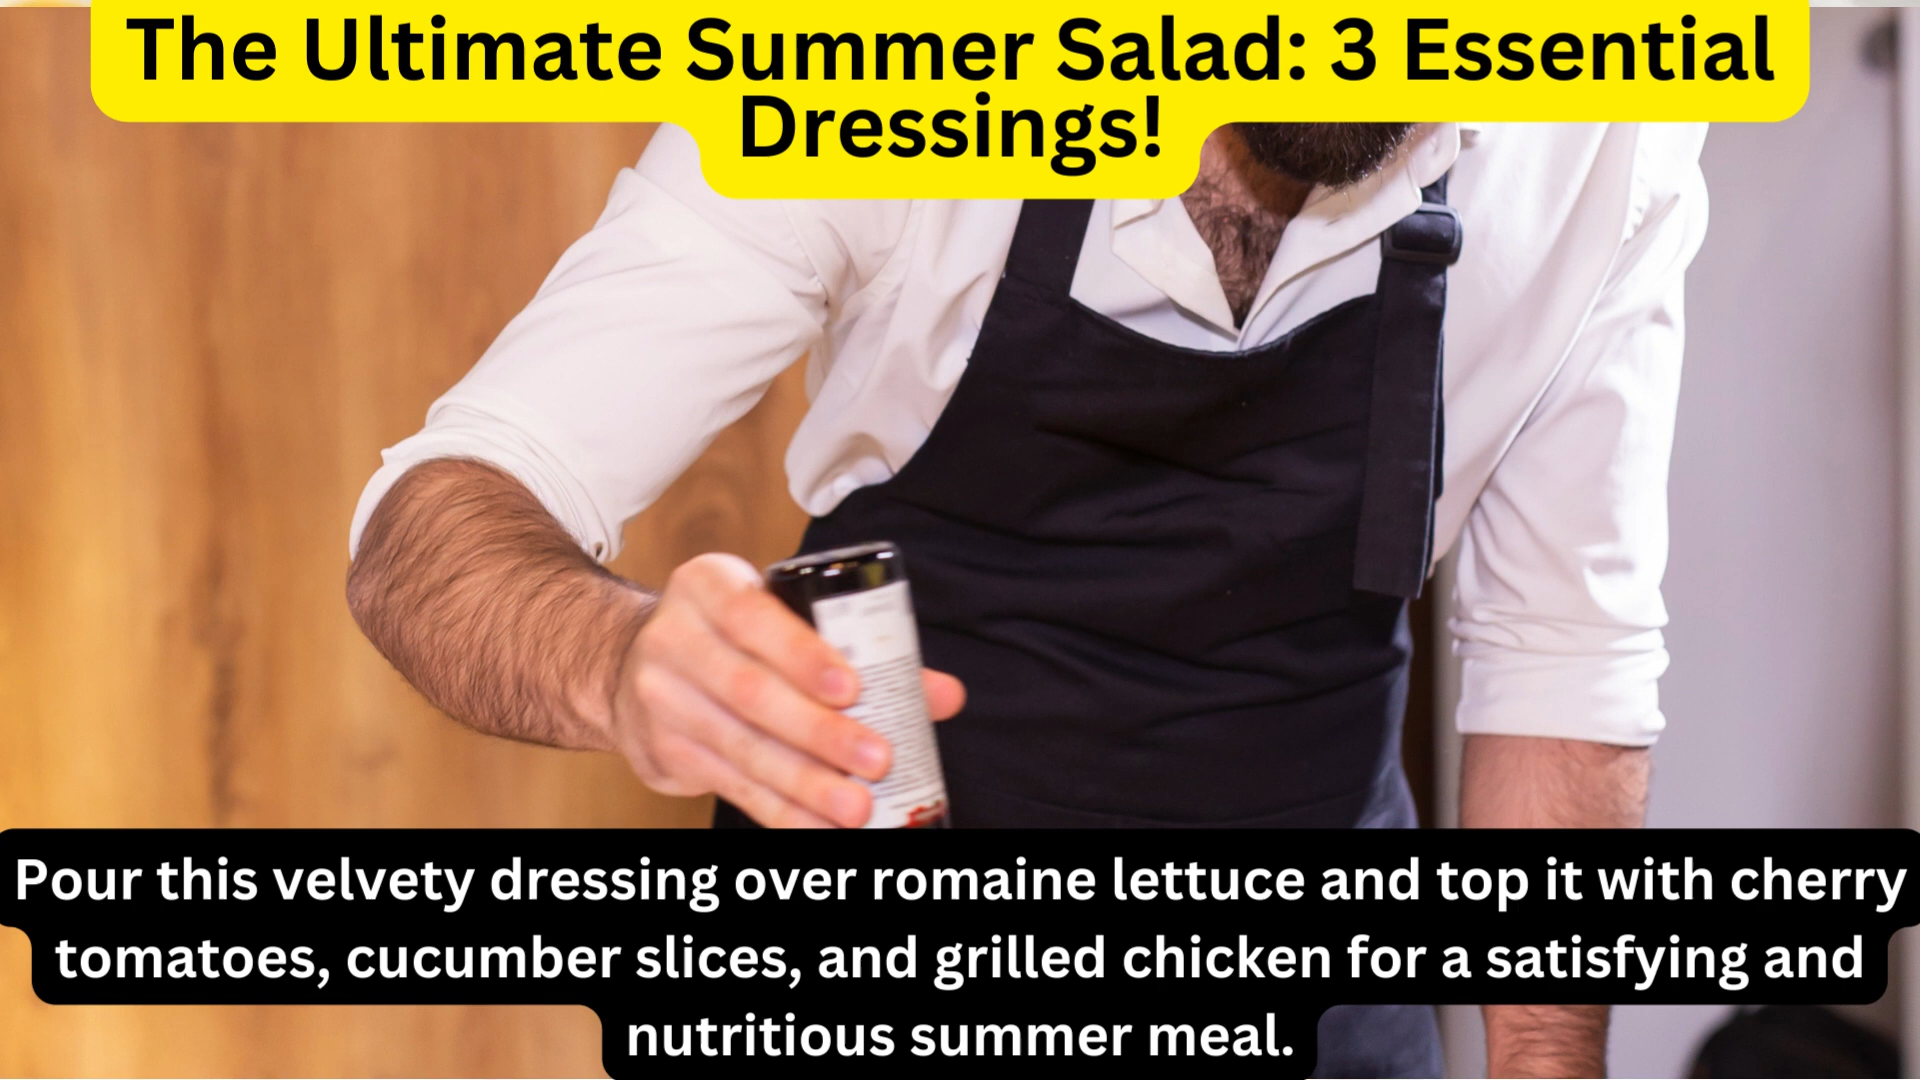 The Ultimate Summer Salad: 3 Essential
Dressings!
Pour this velvety dressing over romaine lettuce and top it with cherry
tomatoes, cucumber slices, and grilled chicken for a satisfying and
nutritious summer meal.